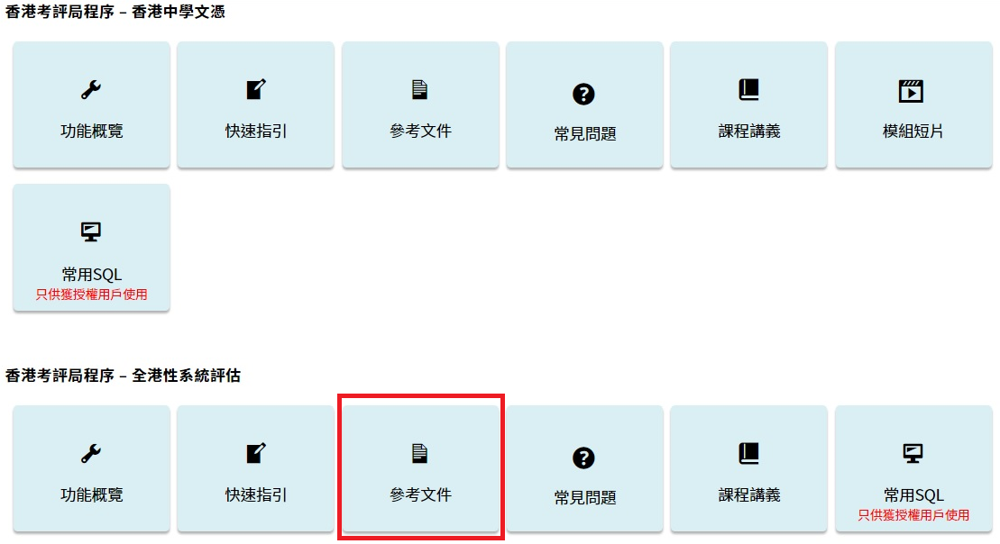 香港考評局程序 – 香港中學文憑
功能概覽
快速指引
參考文件
常見問題
課程講義
模組短片
常用SQL
只供獲授權用戶使用
香港考評局程序 – 全港性系統評估
功能概覽
快速指引
參考文件
常見問題
課程講義
常用SQL
只供獲授權用戶使用